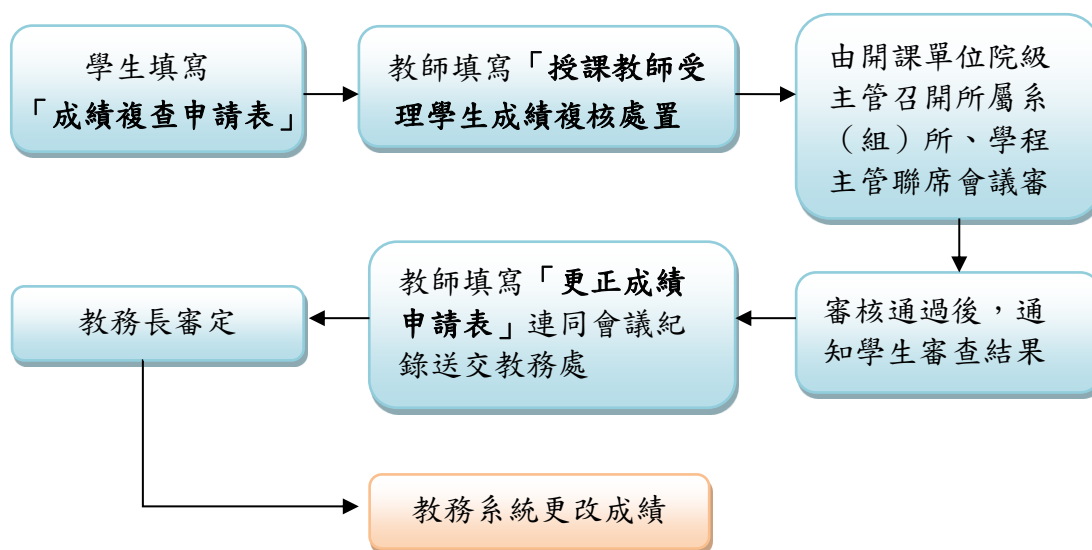 學生填寫
「成績複查申請表」
教師填寫「授課教師受
理學生成績複核處置
由開課單位院級
主管召開所屬系
（組）所、學程
主管聯席會議審
審核通過後，通
知學生審查結果
教師填寫「更正成績
申請表」連同會議紀
錄送交教務處
教務長審定
教務系統更改成績